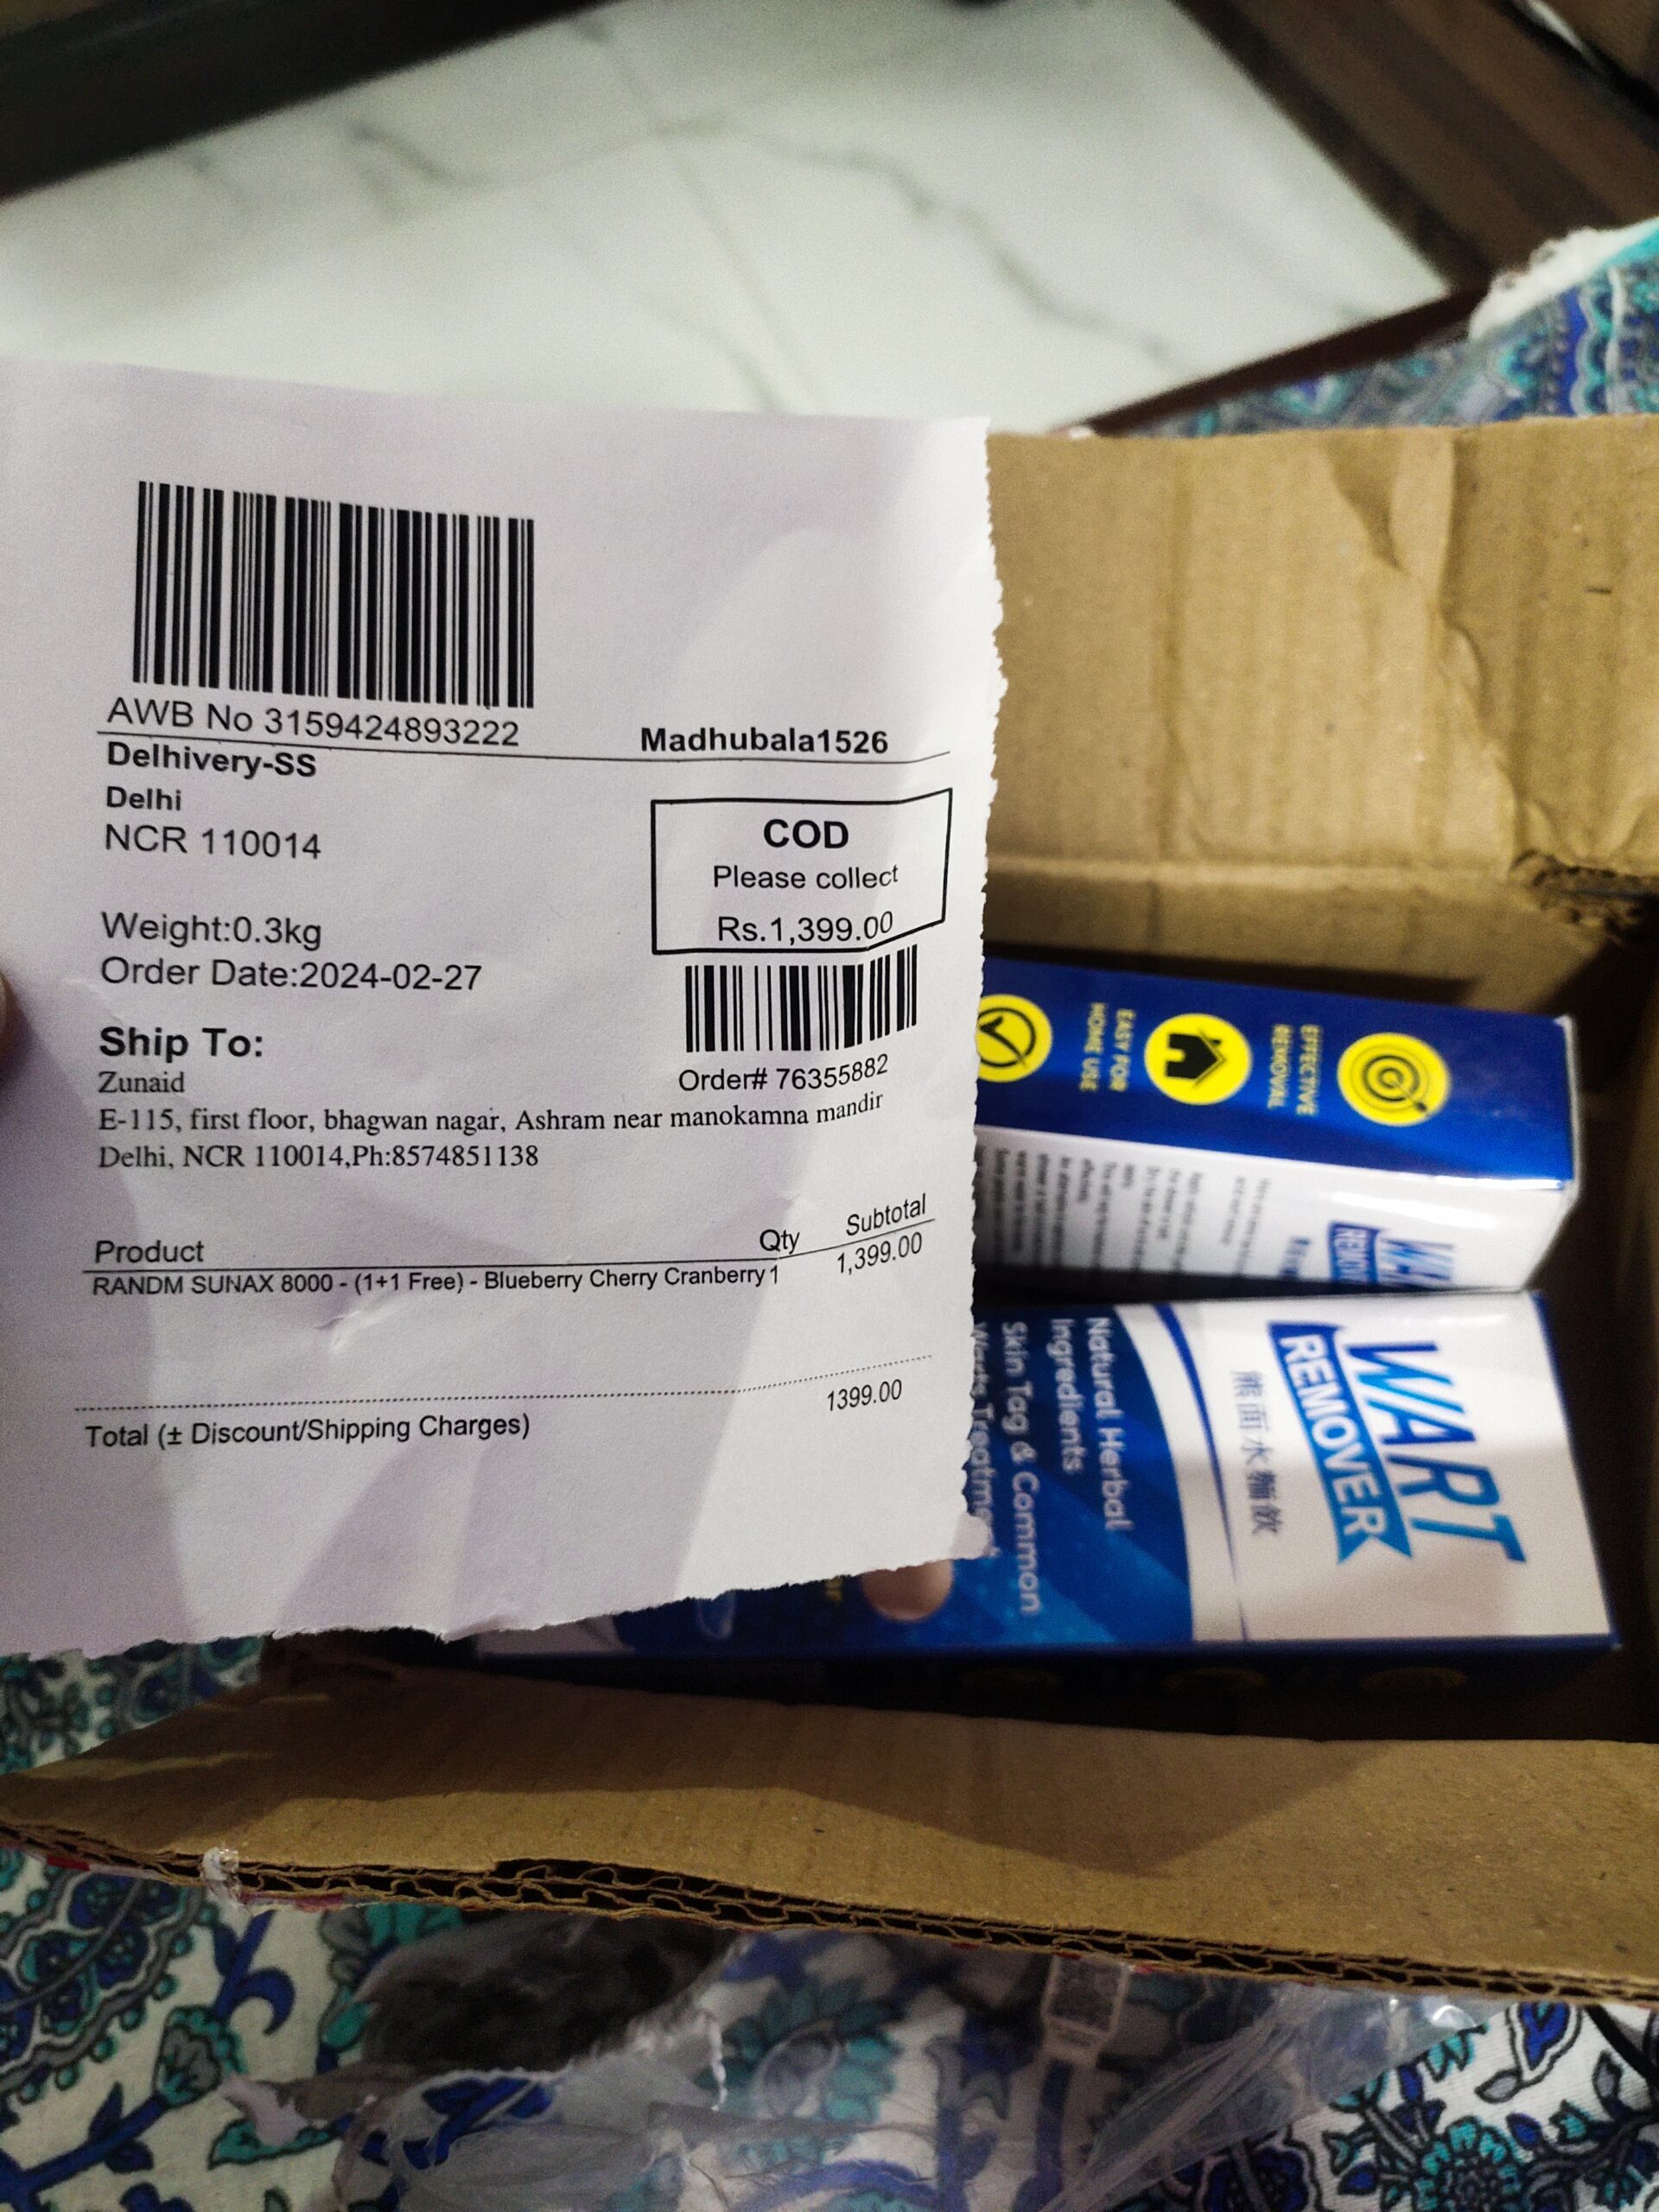 AWB No 3159424893222
Madhubala1526
Delhivery-SS
Delhi
NCR 110014
COD
Please collect
Rs.1,399.00
Weight:0.3kg
Order Date:2024-02-27
Order# 76355882
Ship To:
Zunaid
E-115, first floor, bhagwan nagar, Ashram near manokamna mandir
Delhi, NCR 110014,Ph:8574851138
Product Qty Subtotal
RANDM SUNAX 8000 - (1+1 Free) - Blueberry Cherry Cranberry 1 1,399.00
Total (± Discount/Shipping Charges) 1399.00
EFFECTIVE
REMOVAL
EASY FOR
HOME USE
WART
REMOVER
Natural Herbal
Ingredients
Skin Tag & Common